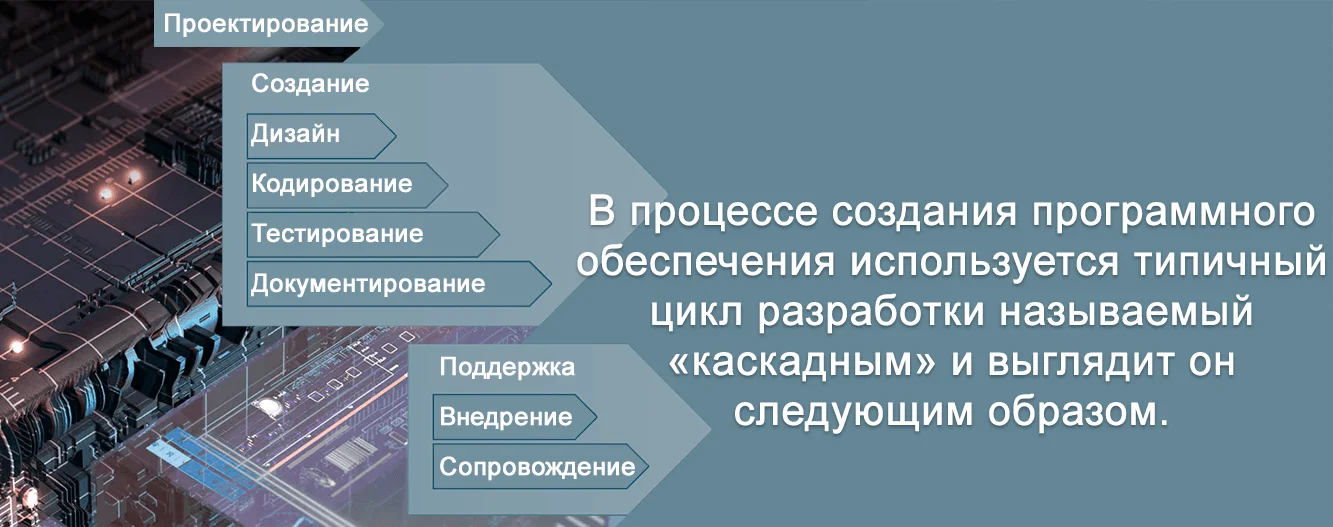 Проектирование
Создание
Дизайн
Кодирование
Тестирование
Документирование
Поддержка
Внедрение
Сопровождение
В процессе создания программного
обеспечения используется типичный
цикл разработки называемый
«каскадным» и выглядит он
следующим образом.